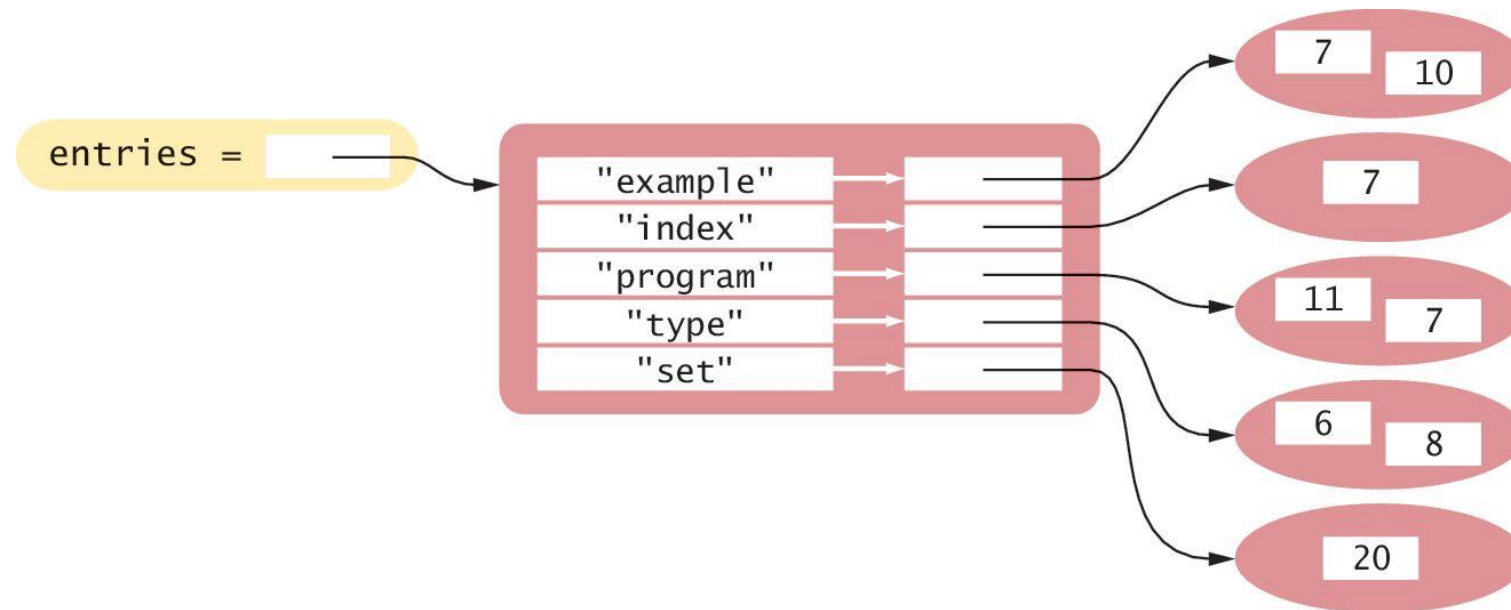 entries =
"example"
"index"
"program"
"type"
"set"
7
10
7
11
7
6
8
20